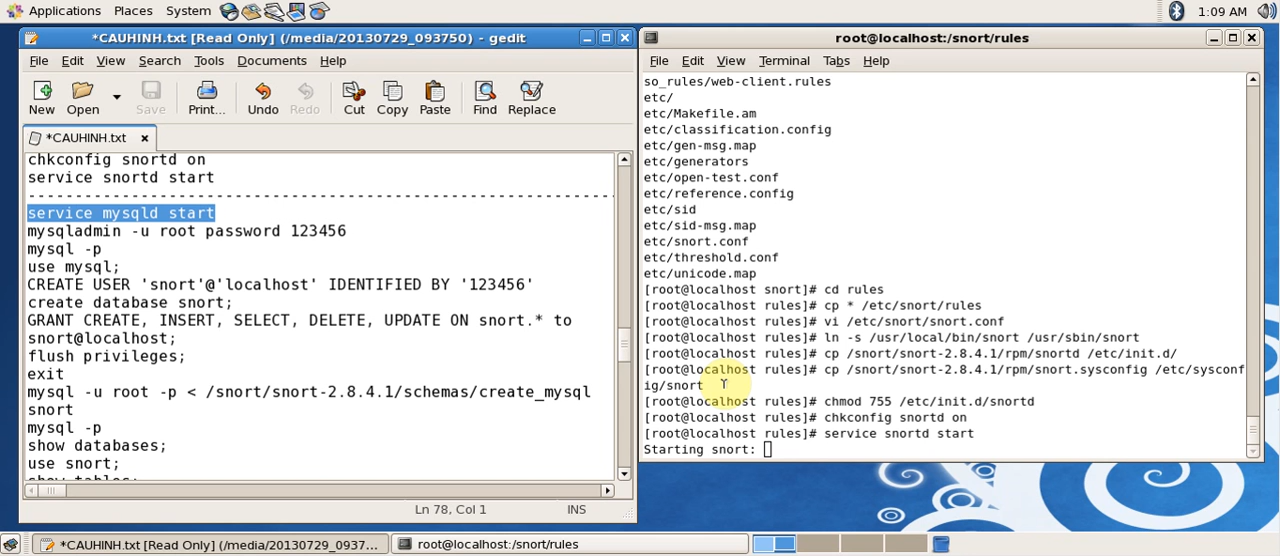 Applications Places System 1:09 AM
*CAUHINH.txt [Read Only] (/media/20130729_093750) - gedit
File Edit View Search Tools Documents Help
New Open Save Print... Undo Redo Cut Copy Paste Find Replace
*CAUHINH.txt
chkconfig snortd on
service snortd start
--------------------------------------------------------------------
service mysqld start
mysqladmin -u root password 123456
mysql -p
use mysql;
CREATE USER 'snort'@'localhost' IDENTIFIED BY '123456'
create database snort;
GRANT CREATE, INSERT, SELECT, DELETE, UPDATE ON snort.* to
snort@localhost;
flush privileges;
exit
mysql -u root -p < /snort/snort-2.8.4.1/schemas/create_mysql
snort
mysql -p
show databases;
use snort;
show tables;
Ln 78, Col 1 INS
root@localhost:/snort/rules
File Edit View Terminal Tabs Help
so_rules/web-client.rules
etc/
etc/Makefile.am
etc/classification.config
etc/gen-msg.map
etc/generators
etc/open-test.conf
etc/reference.config
etc/sid
etc/sid-msg.map
etc/snort.conf
etc/threshold.conf
etc/unicode.map
[root@localhost snort]# cd rules
[root@localhost rules]# cp * /etc/snort/rules
[root@localhost rules]# vi /etc/snort/snort.conf
[root@localhost rules]# ln -s /usr/local/bin/snort /usr/sbin/snort
[root@localhost rules]# cp /snort/snort-2.8.4.1/rpm/snortd /etc/init.d/
[root@localhost rules]# cp /snort/snort-2.8.4.1/rpm/snort.sysconfig /etc/sysconf
ig/snort
[root@localhost rules]# chmod 755 /etc/init.d/snortd
[root@localhost rules]# chkconfig snortd on
[root@localhost rules]# service snortd start
Starting snort:
*CAUHINH.txt [Read Only] (/media/20130729_0937... root@localhost:/snort/rules